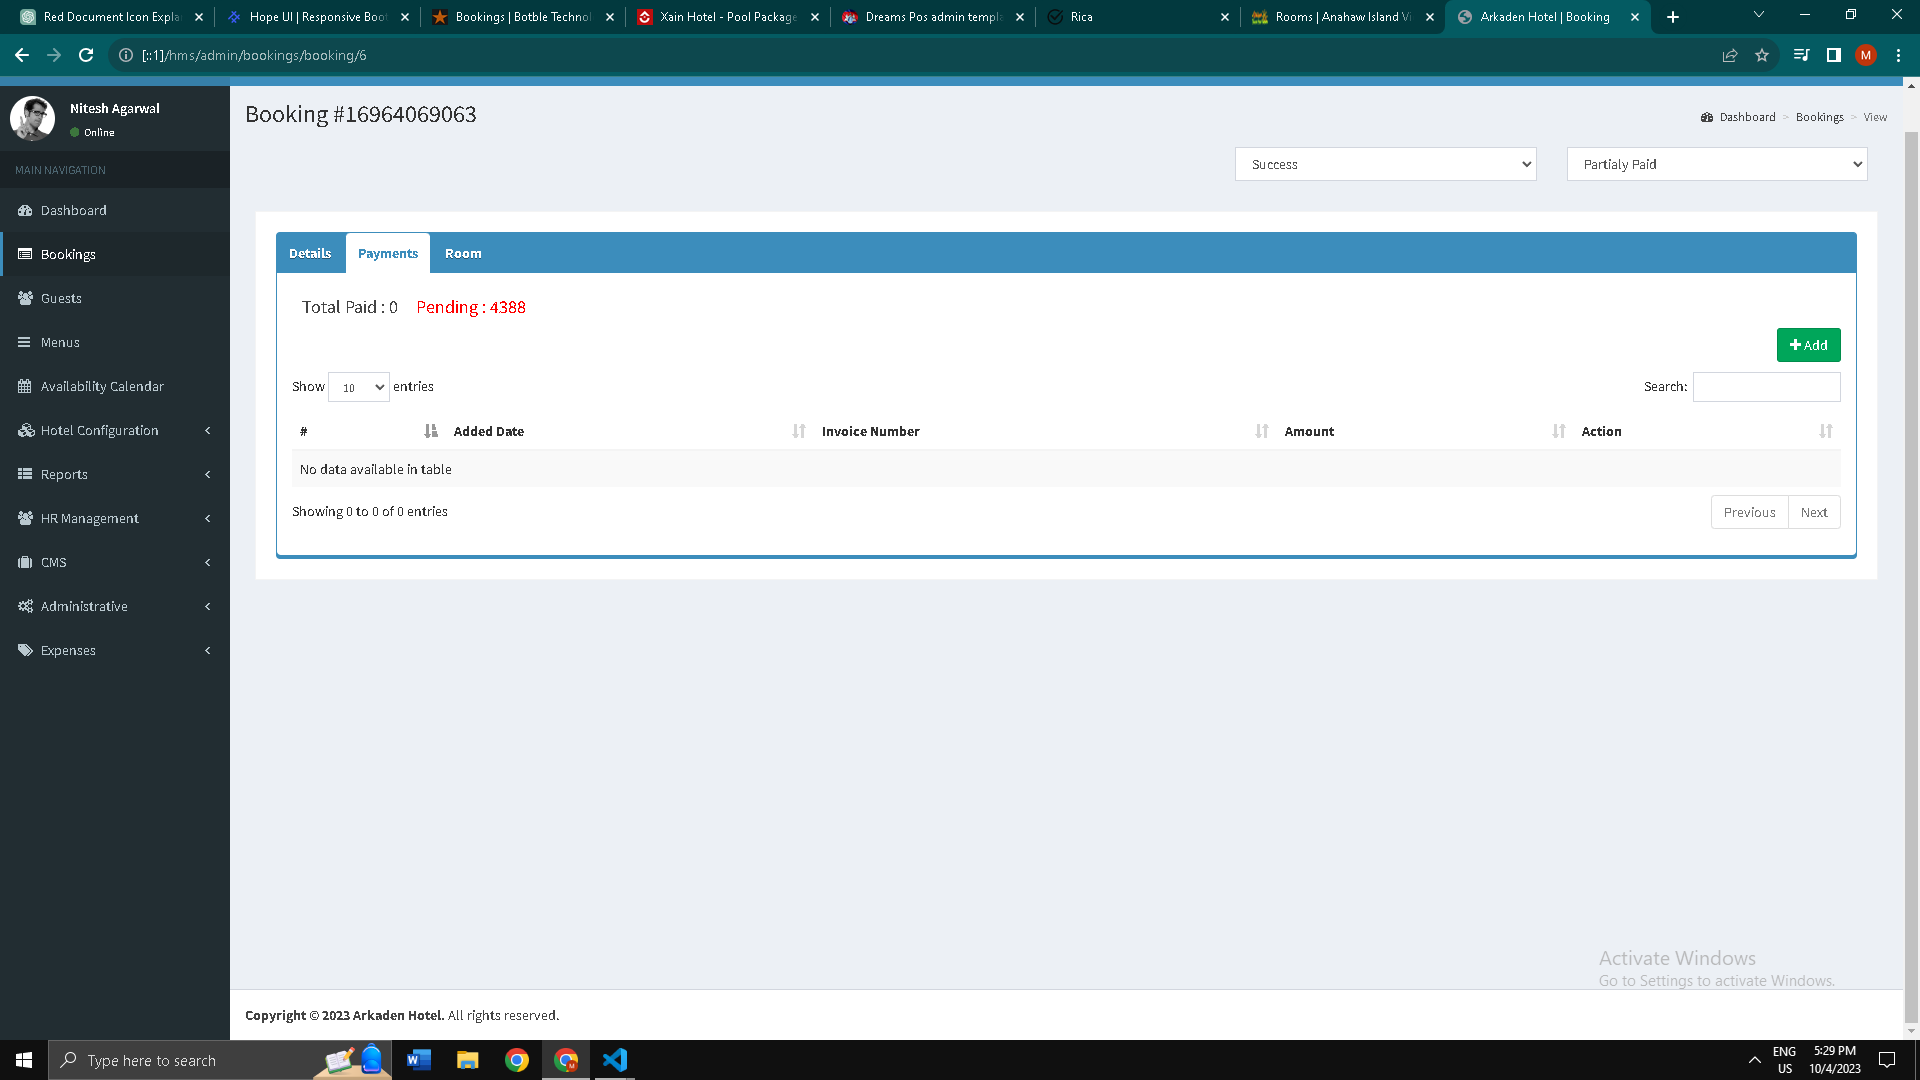 Red Document Icon Expla
Hope UI | Responsive Boot
Bookings | Botble Technol
Xain Hotel - Pool Package
Dreams Pos admin templa
Rica
Rooms | Anahaw Island Vi
Arkaden Hotel | Booking
[::1]/hms/admin/bookings/booking/6
M
Nitesh Agarwal
Online
MAIN NAVIGATION
Dashboard
Bookings
Guests
Menus
Availability Calendar
Hotel Configuration
Reports
HR Management
CMS
Administrative
Expenses
Booking #16964069063
Dashboard > Bookings > View
Success
Partialy Paid
Details Payments Room
Total Paid : 0 Pending : 4388
Add
Show 10 entries
Search:
# Added Date Invoice Number Amount Action
No data available in table
Showing 0 to 0 of 0 entries
Previous Next
Activate Windows
Go to Settings to activate Windows.
Copyright © 2023 Arkaden Hotel. All rights reserved.
Type here to search
ENG
US
5:29 PM
10/4/2023